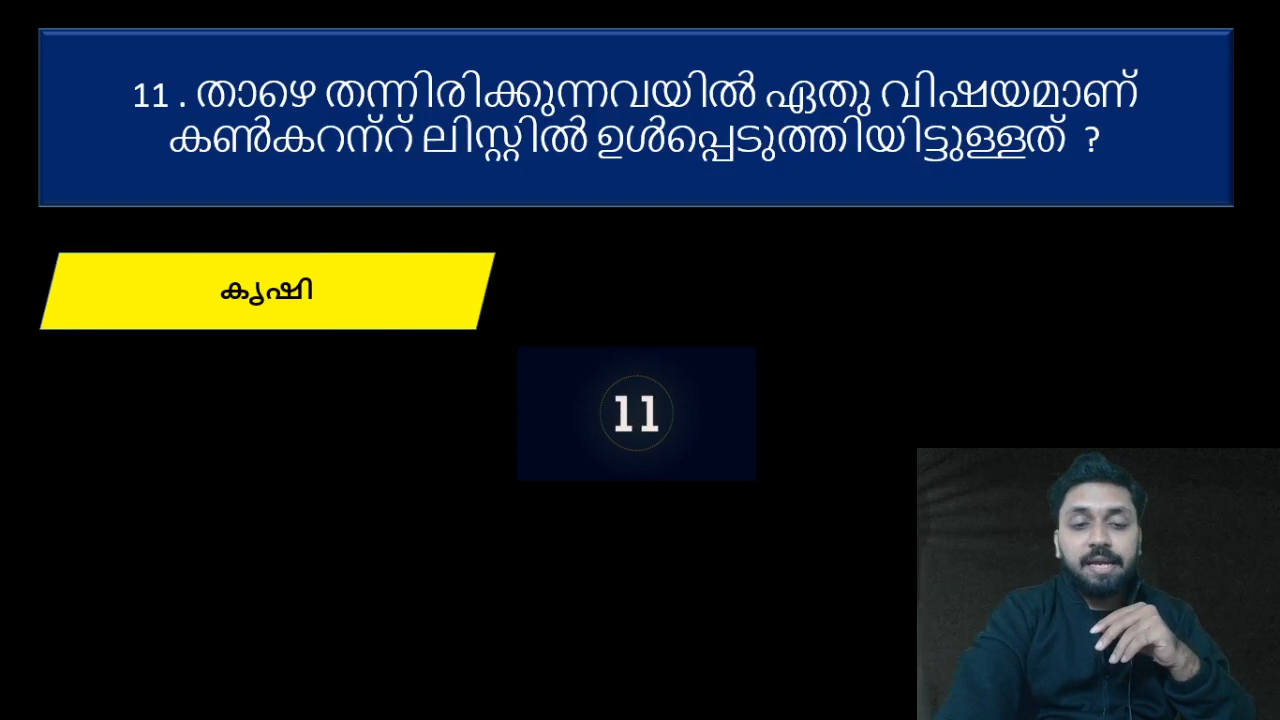 11 . താഴെ തന്നിരിക്കുന്നവയിൽ ഏതു വിഷയമാണ്
കൺകറന്റ് ലിസ്റ്റിൽ ഉൾപ്പെടുത്തിയിട്ടുള്ളത് ?
കൃഷി
11